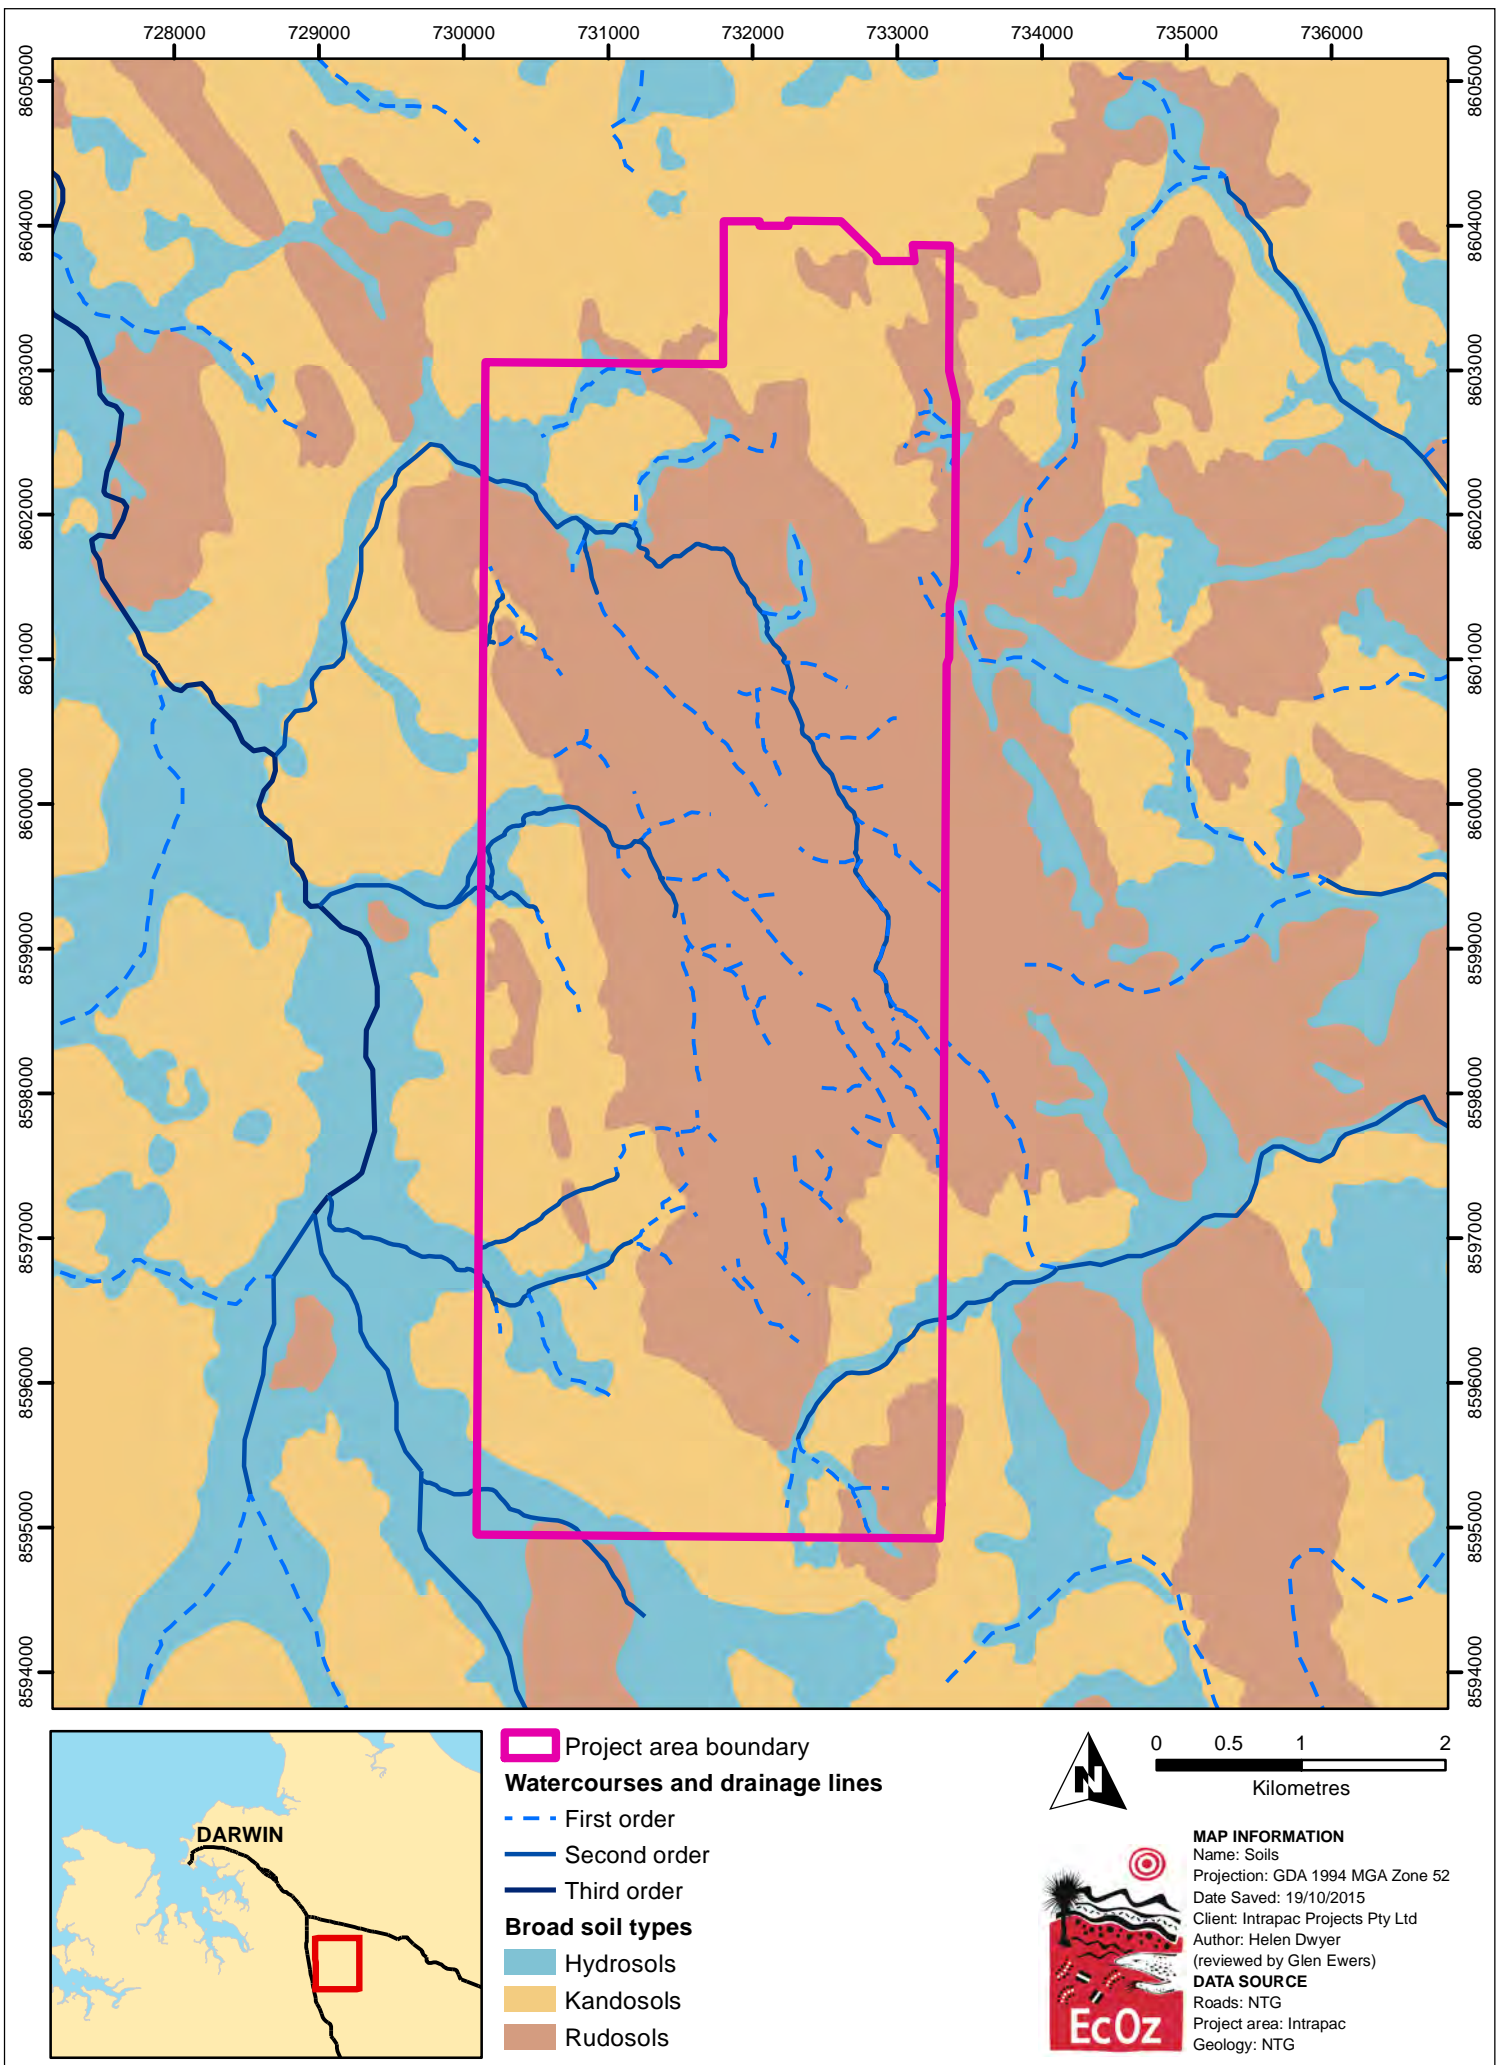 728000 729000 730000 731000 732000 733000 734000 735000 736000
8605000 8605000
8604000 8604000
8603000 8603000
8602000 8602000
8601000 8601000
8600000 8600000
8599000 8599000
8598000 8598000
8597000 8597000
8596000 8596000
8595000 8595000
8594000 8594000
DARWIN
Project area boundary
Watercourses and drainage lines
First order
Second order
Third order
Broad soil types
Hydrosols
Kandosols
Rudosols
N
0 0.5 1 2
Kilometres
EcOz
MAP INFORMATION
Name: Soils
Projection: GDA 1994 MGA Zone 52
Date Saved: 19/10/2015
Client: Intrapac Projects Pty Ltd
Author: Helen Dwyer
(reviewed by Glen Ewers)
DATA SOURCE
Roads: NTG
Project area: Intrapac
Geology: NTG